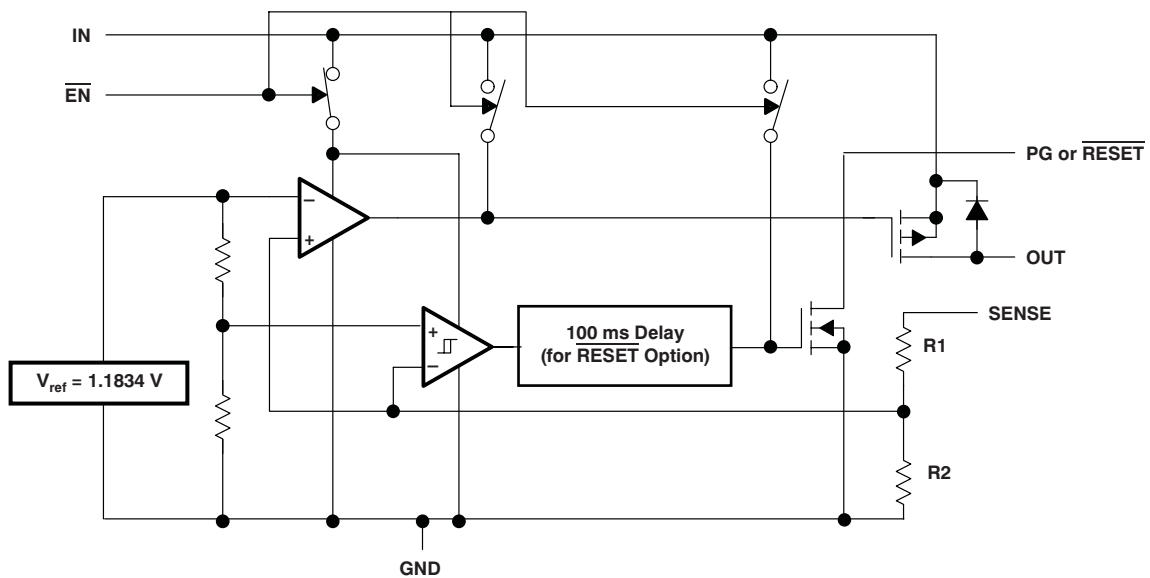 IN
EN
PG or RESET
OUT
SENSE
−
+
+
−
100 ms Delay
(for RESET Option)
R1
Vref = 1.1834 V
R2
GND